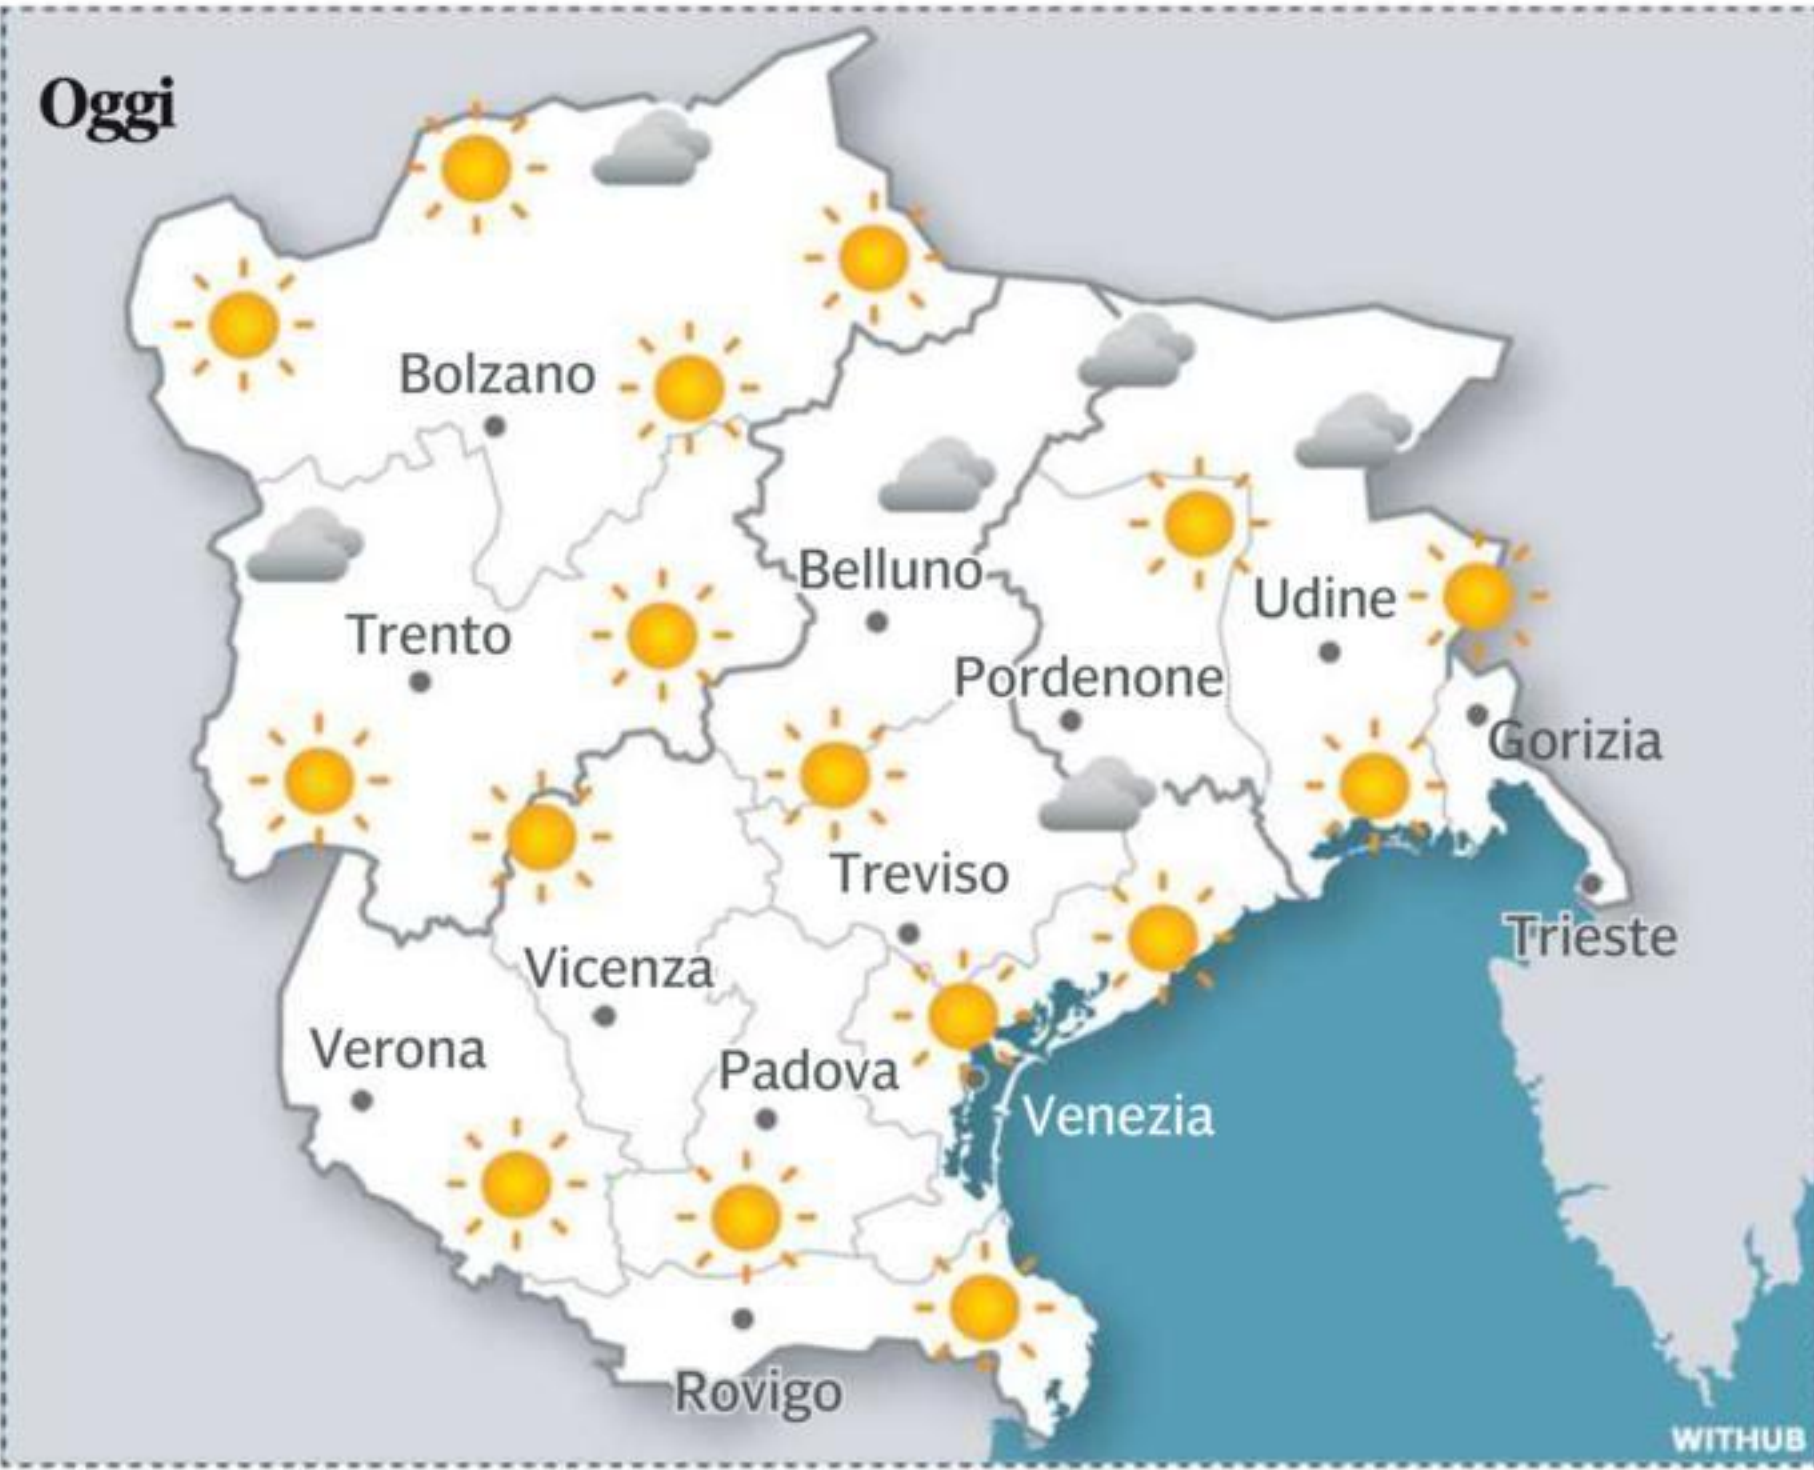 Oggi
Bolzano
Belluno
Udine
Trento
Pordenone
Gorizia
Treviso
Trieste
Vicenza
Verona
Padova
Venezia
Rovigo
WITHUB